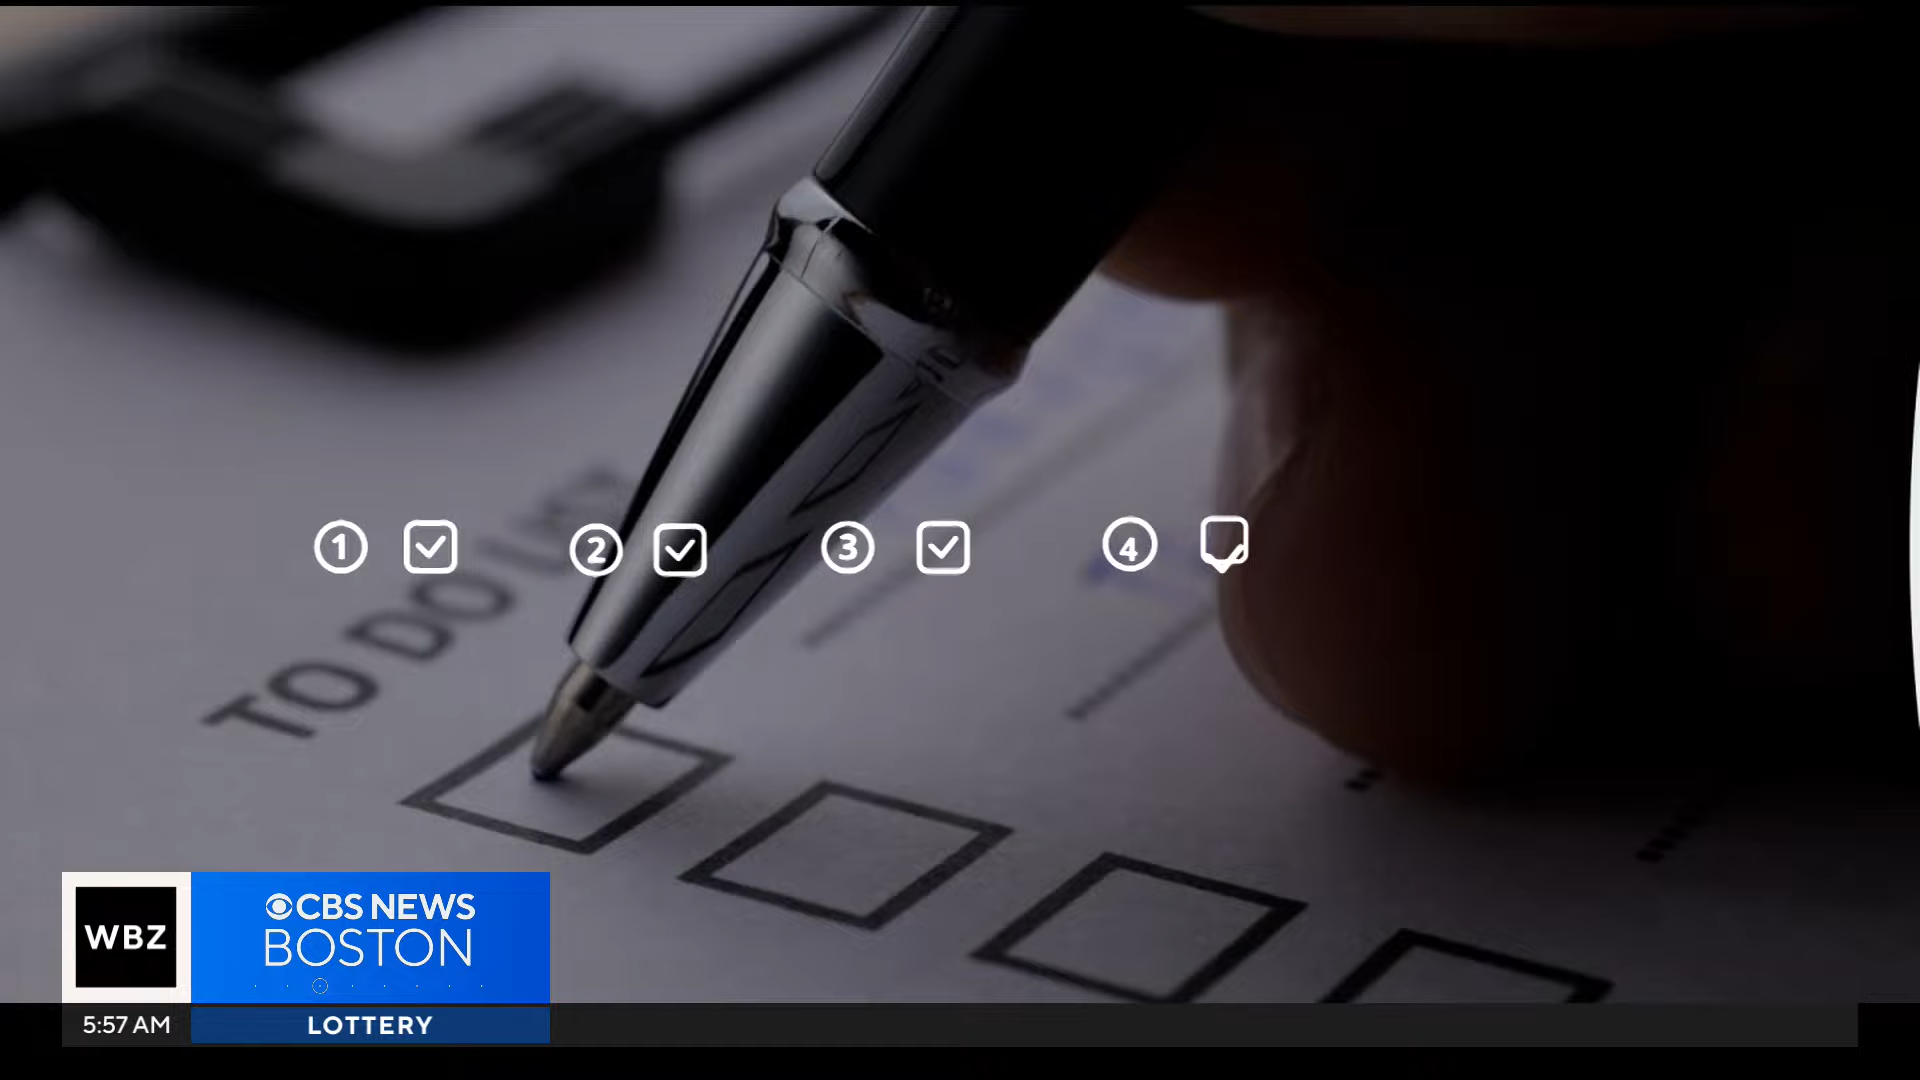 1 2 3 4
TO DO LIST
WBZ
CBS NEWS
BOSTON
5:57 AM
LOTTERY